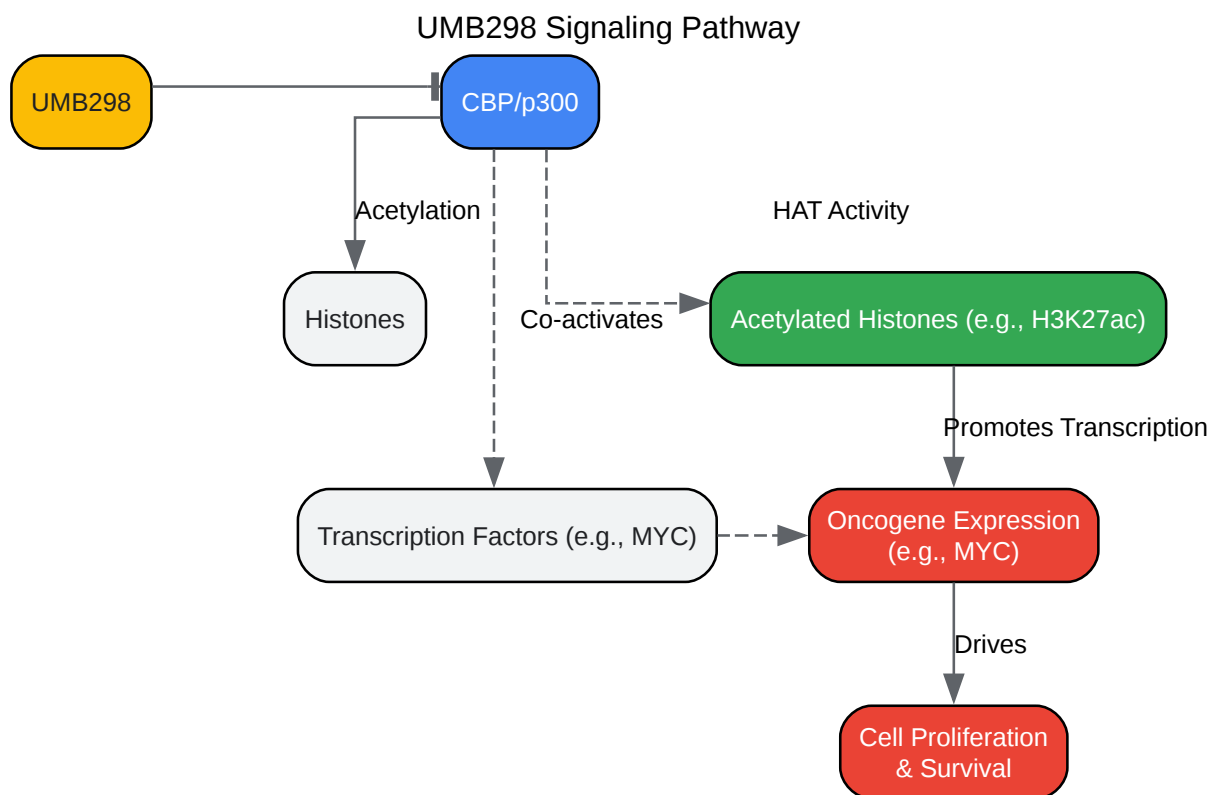 UMB298 Signaling Pathway
UMB298
CBP/p300
Acetylation
HAT Activity
Histones
Co-activates
Acetylated Histones (e.g., H3K27ac)
Promotes Transcription
Transcription Factors (e.g., MYC)
Oncogene Expression
(e.g., MYC)
Drives
Cell Proliferation
& Survival